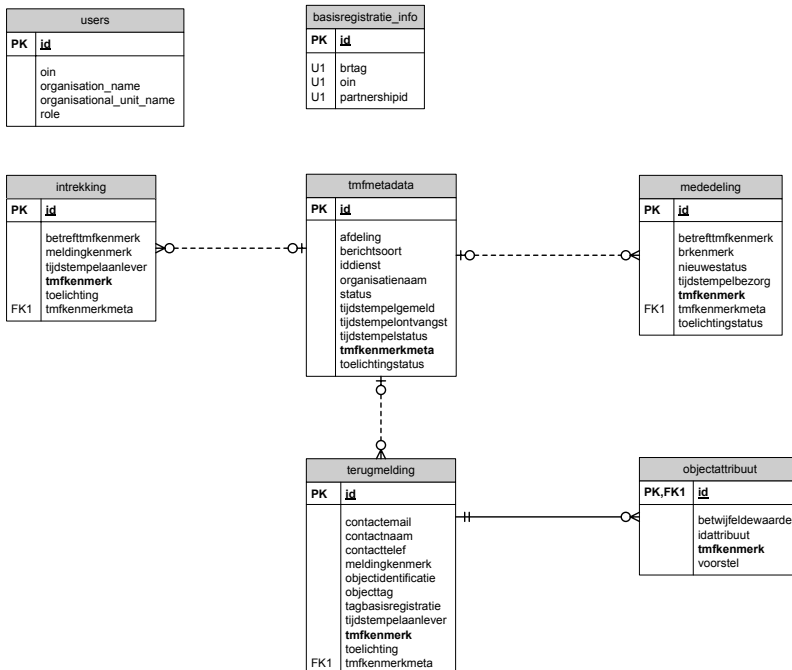 users
PK id
oin
organisation_name
organisational_unit_name
role
basisregistratie_info
PK id
U1 brtag
U1 oin
U1 partnershipid
intrekking
PK id
betrefttmfkenmerk
meldingkenmerk
tijdstempelaanlever
tmfkenmerk
toelichting
FK1 tmfkenmerkmeta
tmfmetadata
PK id
afdeling
berichtsoort
iddienst
organisatienaam
status
tijdstempelgemeld
tijdstempelontvangst
tijdstempelstatus
tmfkenmerkmeta
toelichtingstatus
mededeling
PK id
betrefttmfkenmerk
brkenmerk
nieuwestatus
tijdstempelbezorg
tmfkenmerk
FK1 tmfkenmerkmeta
toelichtingstatus
terugmelding
PK id
contactemail
contactnaam
contacttelef
meldingkenmerk
objectidentificatie
objecttag
tagbasisregistratie
tijdstempelaanlever
tmfkenmerk
toelichting
FK1 tmfkenmerkmeta
objectattribuut
PK,FK1 id
betwijfeldewaarde
idattribuut
tmfkenmerk
voorstel